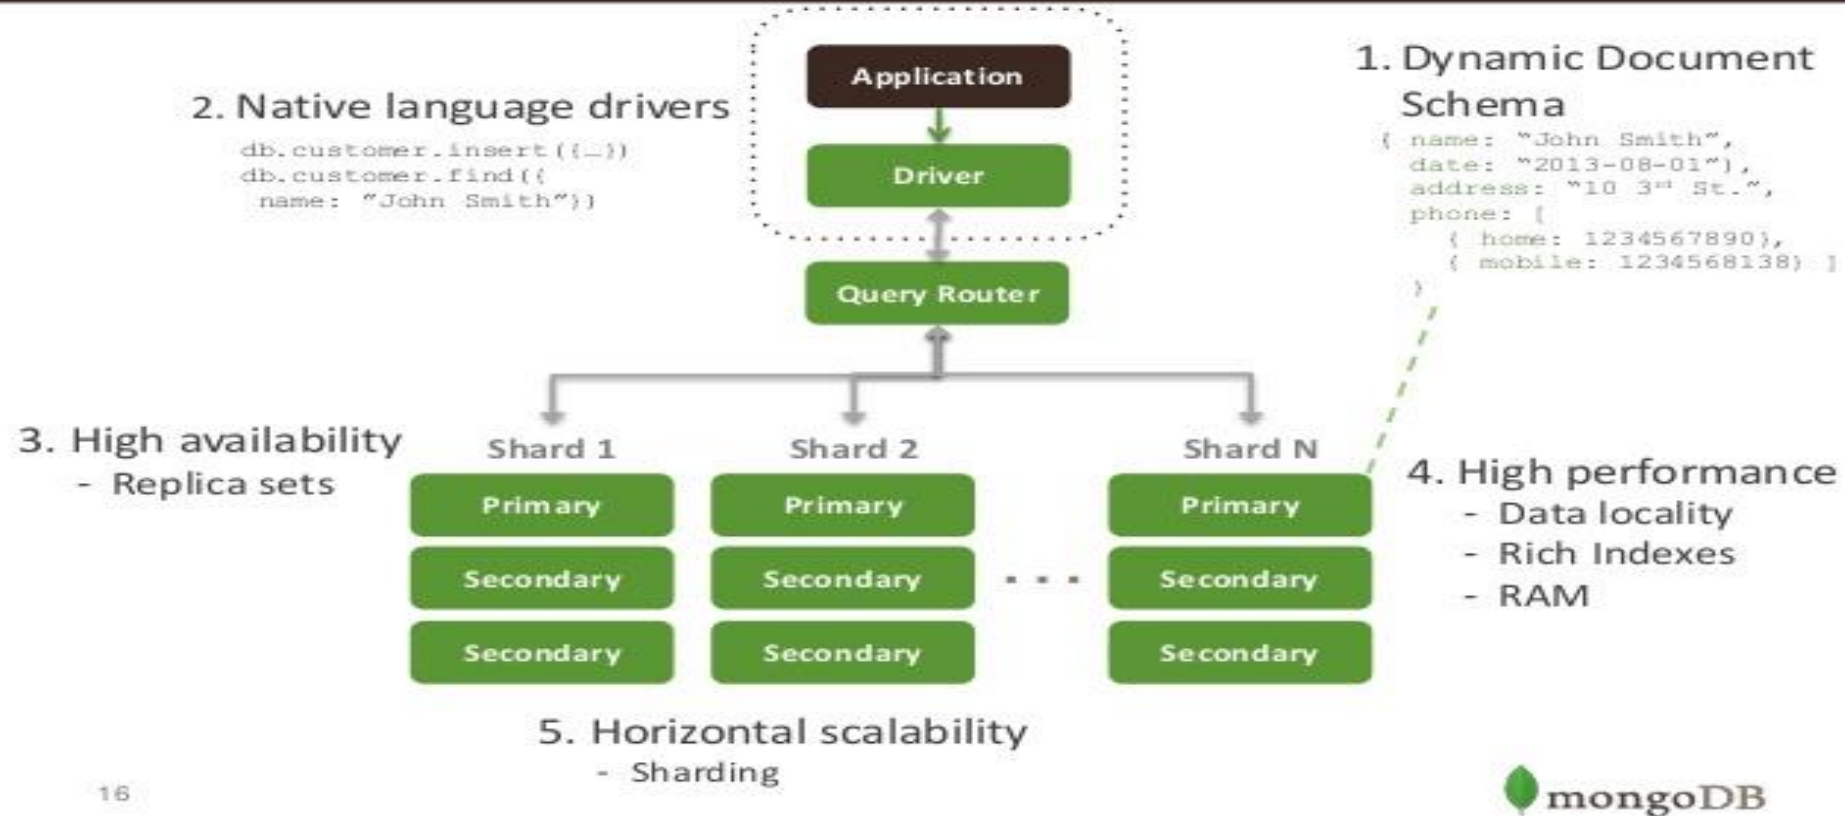 Application
Driver
Query Router
1. Dynamic Document
Schema
{ name: “John Smith”,
date: “2013-08-01”},
address: “10 3rd St.”,
phone: [
{ home: 1234567890},
{ mobile: 1234568138} ]
}
2. Native language drivers
db.customer.insert({…})
db.customer.find({
name: “John Smith”})
3. High availability
- Replica sets
Shard 1 Shard 2 Shard N
Primary Primary Primary
Secondary Secondary ... Secondary
Secondary Secondary Secondary
4. High performance
- Data locality
- Rich Indexes
- RAM
5. Horizontal scalability
- Sharding
16
mongoDB